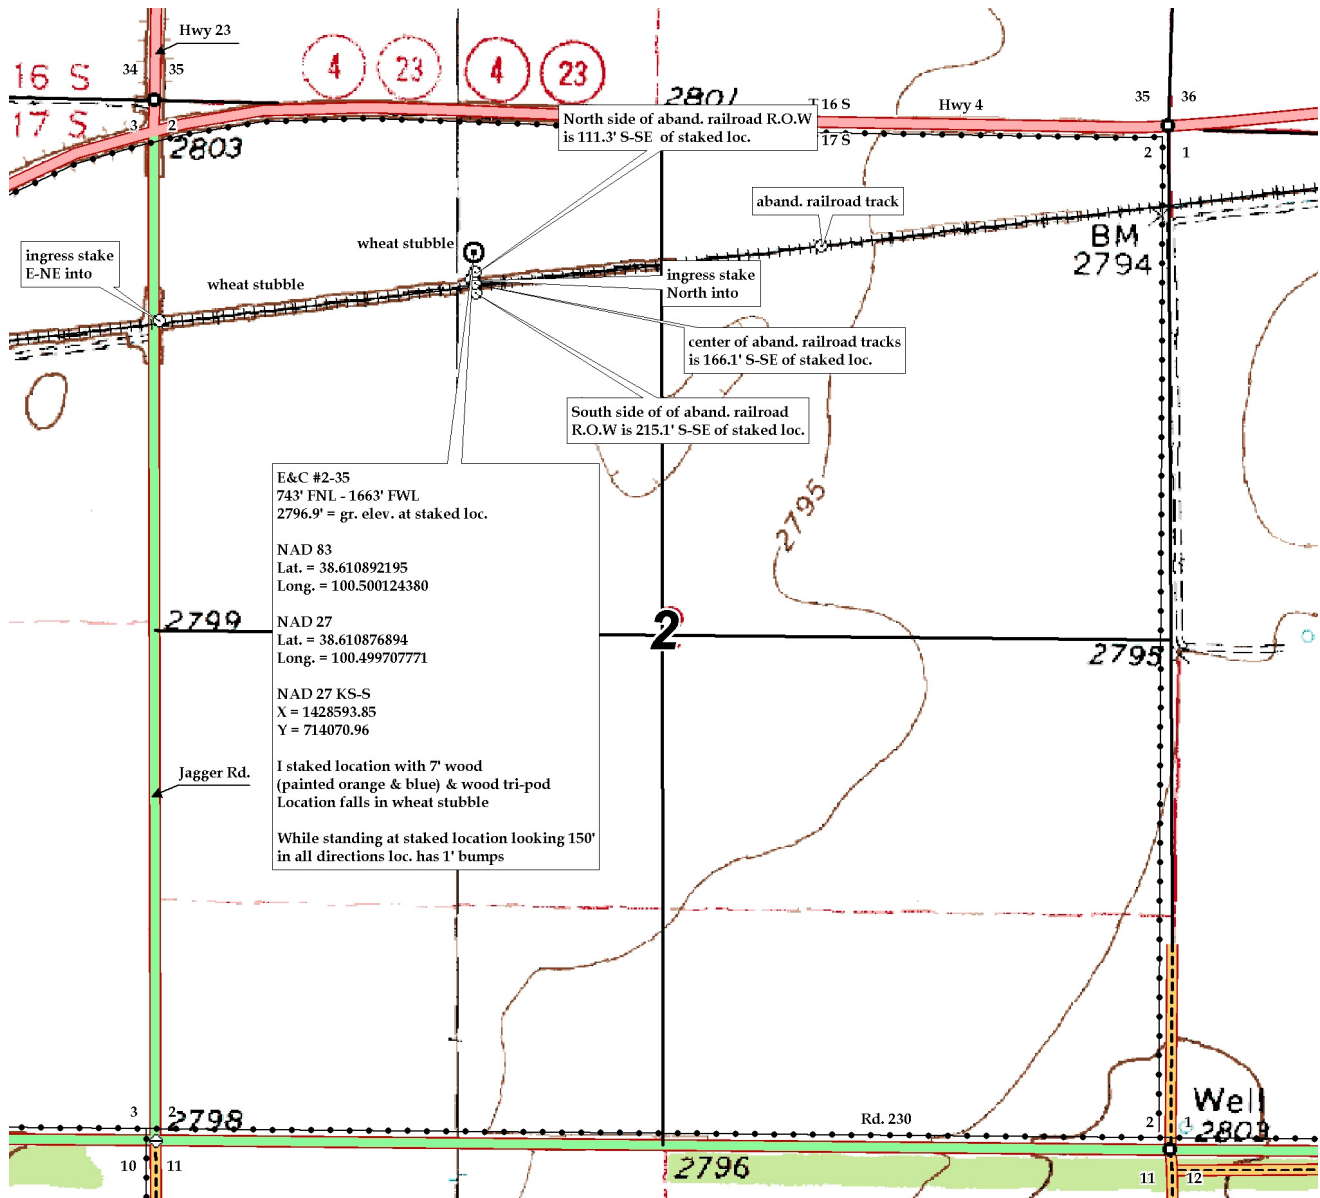 Hwy 23
34 35
4 23 4 23
16 S
17 S
3 2
2803
2801
T 16 S
17 S
Hwy 4
35 36
2 1
North side of aband. railroad R.O.W
is 111.3' S-SE of staked loc.
aband. railroad track
BM
2794
ingress stake
E-NE into
wheat stubble
wheat stubble
ingress stake
North into
center of aband. railroad tracks
is 166.1' S-SE of staked loc.
South side of of aband. railroad
R.O.W is 215.1' S-SE of staked loc.
2795
E&C #2-35
743' FNL - 1663' FWL
2796.9' = gr. elev. at staked loc.
NAD 83
Lat. = 38.610892195
Long. = 100.500124380
NAD 27
Lat. = 38.610876894
Long. = 100.499707771
NAD 27 KS-S
X = 1428593.85
Y = 714070.96
I staked location with 7' wood
(painted orange & blue) & wood tri-pod
Location falls in wheat stubble
While standing at staked location looking 150'
in all directions loc. has 1' bumps
2799
2
2795
Jagger Rd.
3 2
2798
10 11
Rd. 230
2796
Well
2 1
2803
11 12